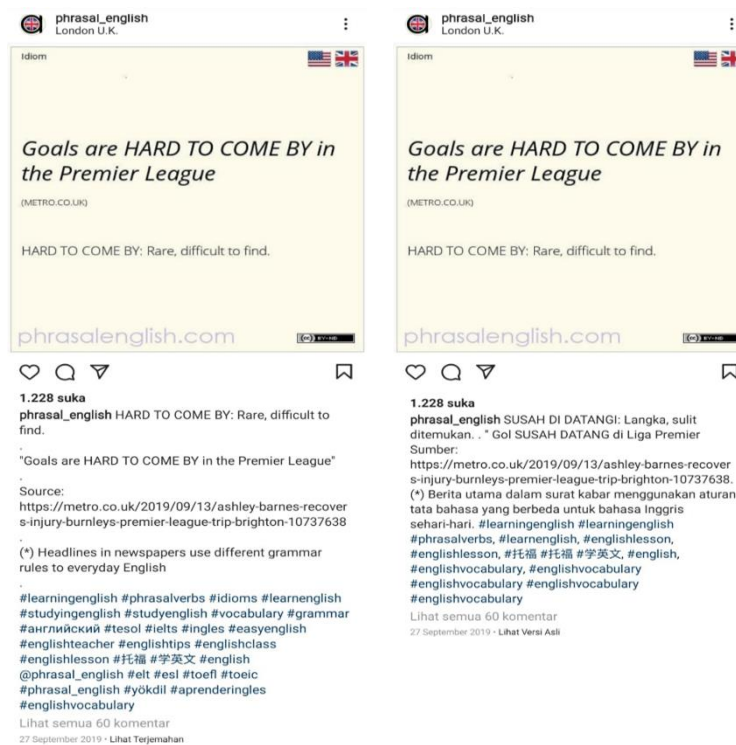 phrasal_english
London U.K.
Idiom
Goals are HARD TO COME BY in
the Premier League
(METRO.CO.UK)
HARD TO COME BY: Rare, difficult to find.
phrasalenglish.com
1.228 suka
phrasal_english HARD TO COME BY: Rare, difficult to
find.
.
"Goals are HARD TO COME BY in the Premier League"
.
Source:
https://metro.co.uk/2019/09/13/ashley-barnes-recover
s-injury-burnleys-premier-league-trip-brighton-10737638
.
(*) Headlines in newspapers use different grammar
rules to everyday English
.
#learningenglish #phrasalverbs #idioms #learnenglish
#studyingenglish #studyenglish #vocabulary #grammar
#английский #tesol #ielts #ingles #easyenglish
#englishteacher #englishtips #englishclass
#englishlesson #托福 #学英文 #english
@phrasal_english #elt #esl #toefl #toeic
#phrasal_english #yökdil #aprenderingles
#englishvocabulary
Lihat semua 60 komentar
27 September 2019 • Lihat Terjemahan
phrasal_english
London U.K.
Idiom
Goals are HARD TO COME BY in
the Premier League
(METRO.CO.UK)
HARD TO COME BY: Rare, difficult to find.
phrasalenglish.com
1.228 suka
phrasal_english SUSAH DI DATANGI: Langka, sulit
ditemukan. . " Gol SUSAH DATANG di Liga Premier
Sumber:
https://metro.co.uk/2019/09/13/ashley-barnes-recover
s-injury-burnleys-premier-league-trip-brighton-10737638.
(*) Berita utama dalam surat kabar menggunakan aturan
tata bahasa yang berbeda untuk bahasa Inggris
sehari-hari. #learningenglish #learningenglish
#phrasalverbs, #learnenglish, #englishlesson,
#englishlesson, #托福 #托福 #学英文, #english,
#englishvocabulary, #englishvocabulary
#englishvocabulary #englishvocabulary
#englishvocabulary
Lihat semua 60 komentar
27 September 2019 • Lihat Versi Asli